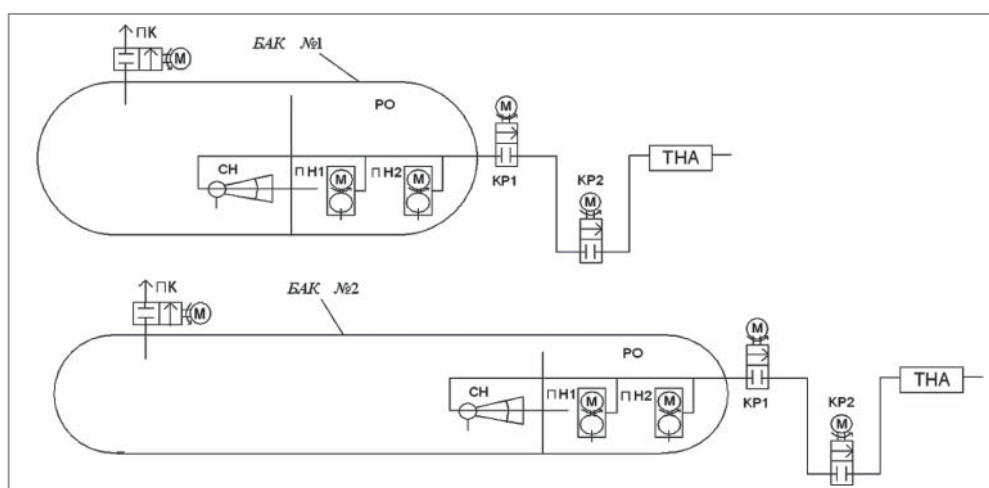 ПК
М
БАК №1
РО
М
СН
ПН1
М
ПН2
М
КР1
КР2
М
ТНА
ПК
М
БАК №2
РО
М
СН
ПН1
М
ПН2
М
КР1
КР2
М
ТНА